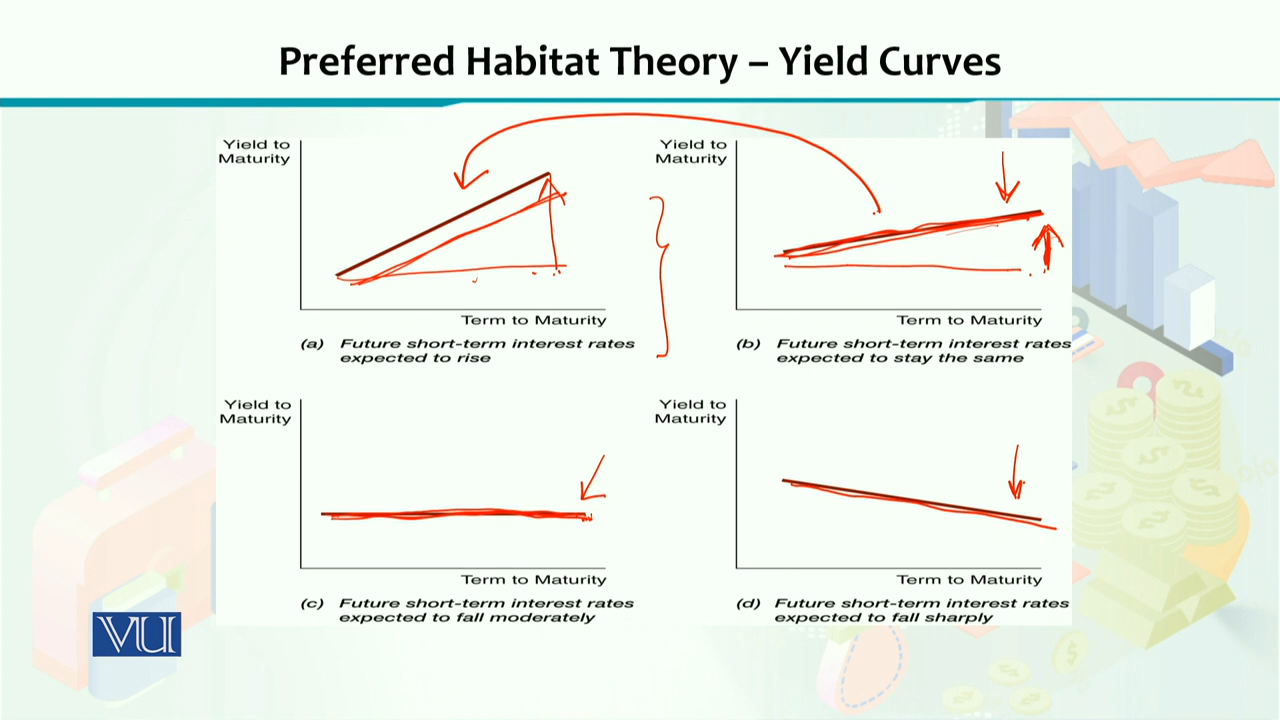 Preferred Habitat Theory – Yield Curves
Yield to
Maturity
Term to Maturity
(a) Future short-term interest rates
expected to rise
Yield to
Maturity
Term to Maturity
(b) Future short-term interest rates
expected to stay the same
Yield to
Maturity
Term to Maturity
(c) Future short-term interest rates
expected to fall moderately
Yield to
Maturity
Term to Maturity
(d) Future short-term interest rates
expected to fall sharply
VU